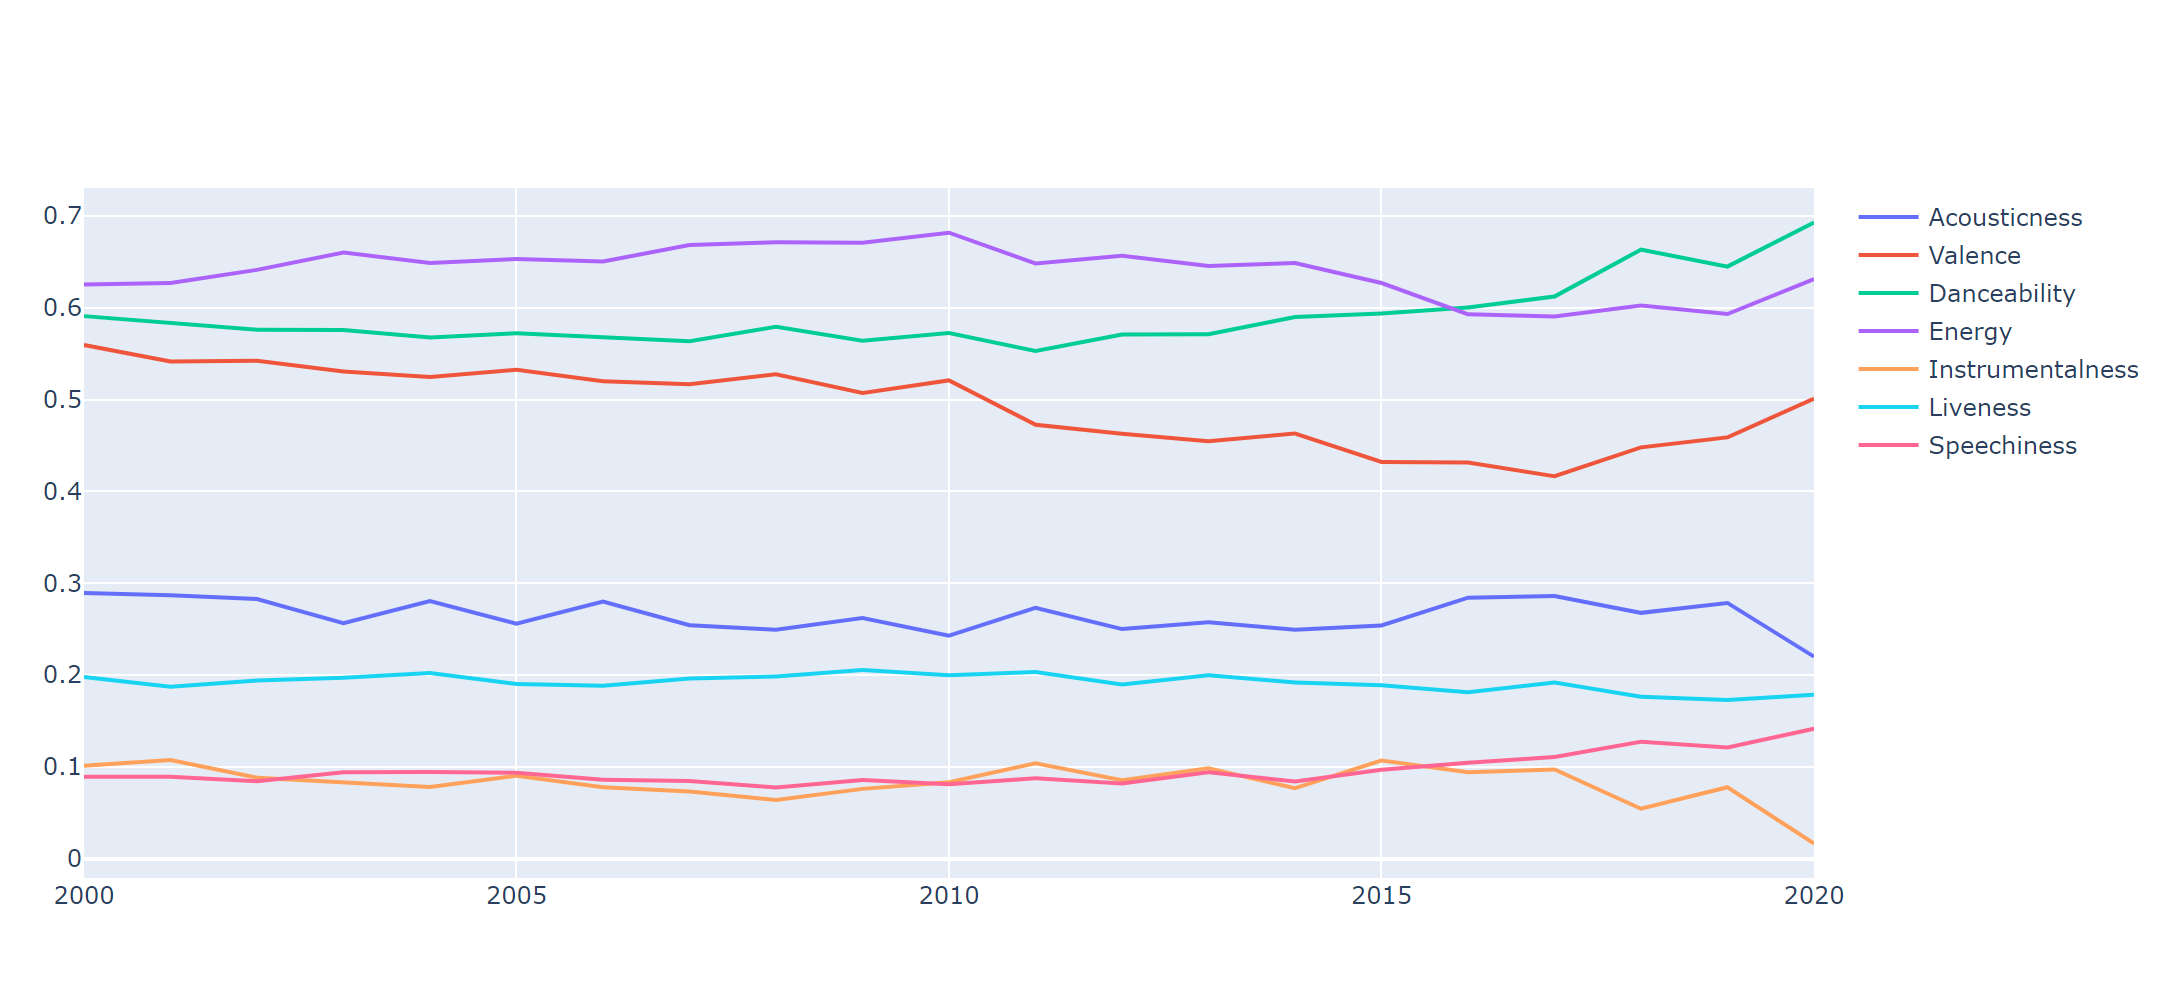 0.7
0.6
0.5
0.4
0.3
0.2
0.1
0
2000 2005 2010 2015 2020
Acousticness
Valence
Danceability
Energy
Instrumentalness
Liveness
Speechiness